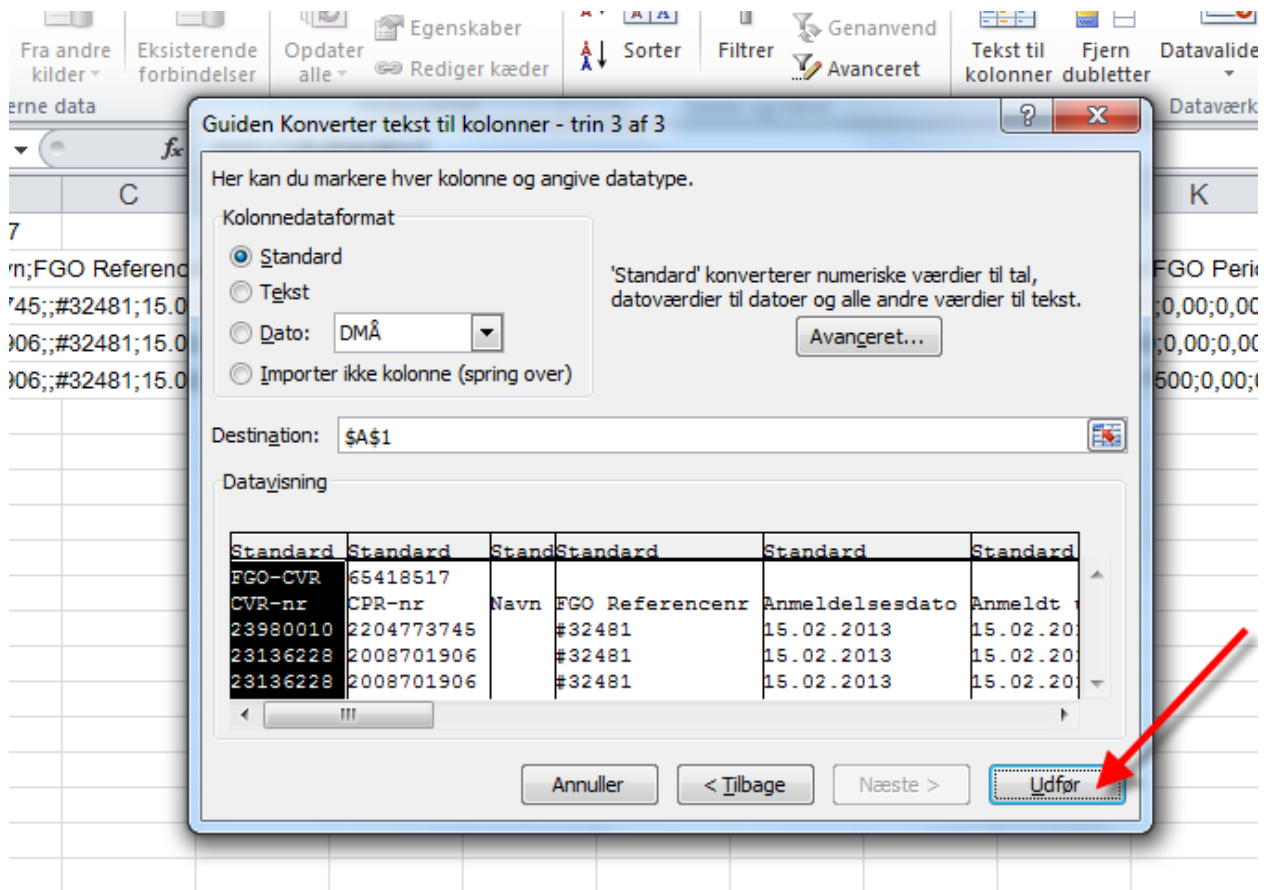 Egenskaber
Genanvend
Fra andre
kilder
Eksisterende
forbindelser
Opdater
alle
Rediger kæder
Sorter
Filtrer
Avanceret
Tekst til
kolonner
Fjern
dubletter
Datavalide
erne data
Dataværk
Guiden Konverter tekst til kolonner - trin 3 af 3
fx
Her kan du markere hver kolonne og angive datatype.
C
K
Kolonnedataformat
7
Standard
Tekst
Dato: DMÅ
Importer ikke kolonne (spring over)
'Standard' konverterer numeriske værdier til tal,
datoværdier til datoer og alle andre værdier til tekst.
Avanceret...
vn;FGO Referenc
FGO Peri
745;;#32481;15.0
;0,00;0,00
906;;#32481;15.0
;0,00;0,00
906;;#32481;15.0
500;0,00;
Destination: $A$1
Datavisning
Standard Standard Stand Standard Standard Standard
FGO-CVR 65418517
CVR-nr CPR-nr Navn FGO Referencenr Anmeldelsesdato Anmeldt
23980010 2204773745 #32481 15.02.2013 15.02.20
23136228 2008701906 #32481 15.02.2013 15.02.20
23136228 2008701906 #32481 15.02.2013 15.02.20
Annuller
< Tilbage
Næste >
Udfør